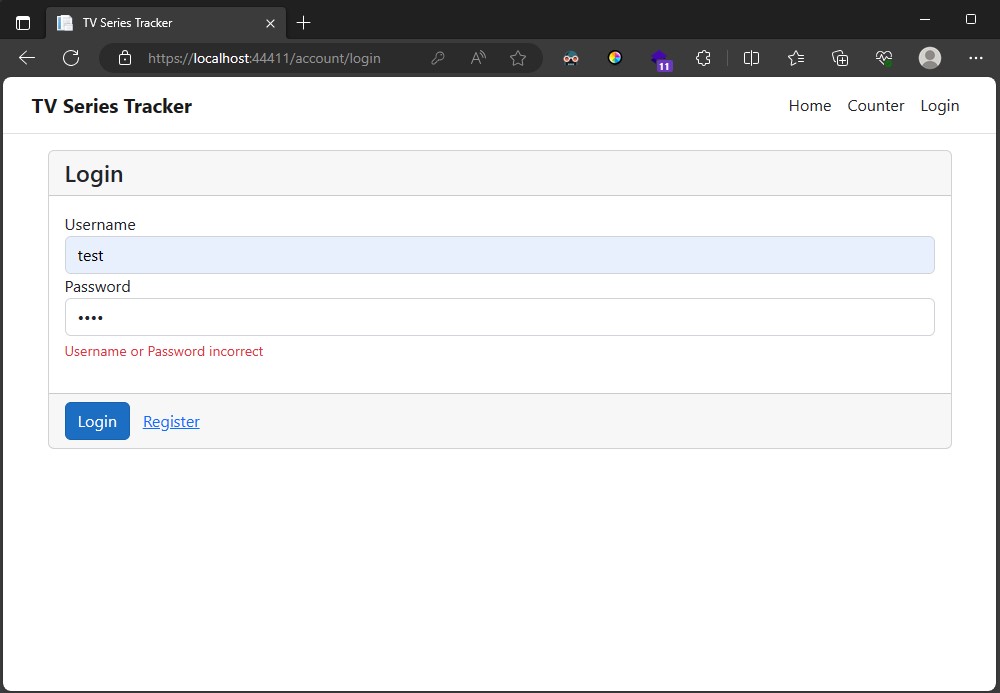 TV Series Tracker
https://localhost:44411/account/login
11
TV Series Tracker
Home Counter Login
Login
Username
test
Password
••••
Username or Password incorrect
Login Register